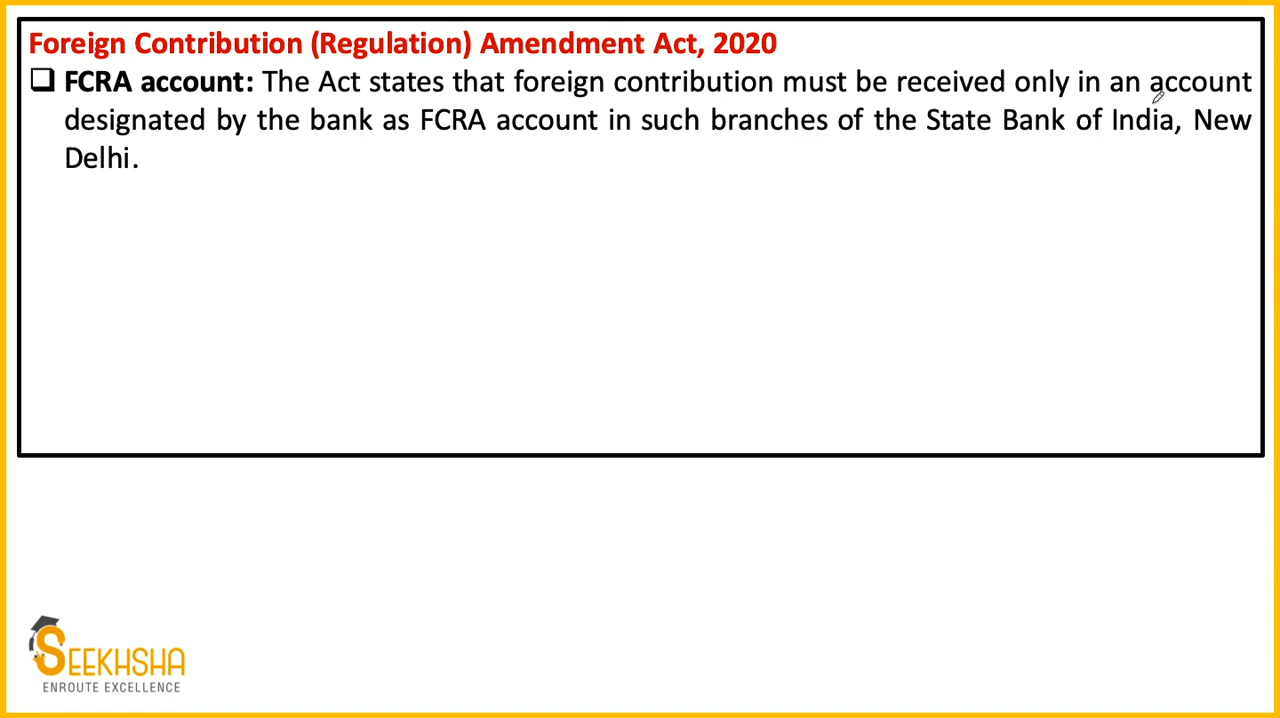 Foreign Contribution (Regulation) Amendment Act, 2020
FCRA account: The Act states that foreign contribution must be received only in an account
designated by the bank as FCRA account in such branches of the State Bank of India, New
Delhi.
SEEKHSHA
ENROUTE EXCELLENCE